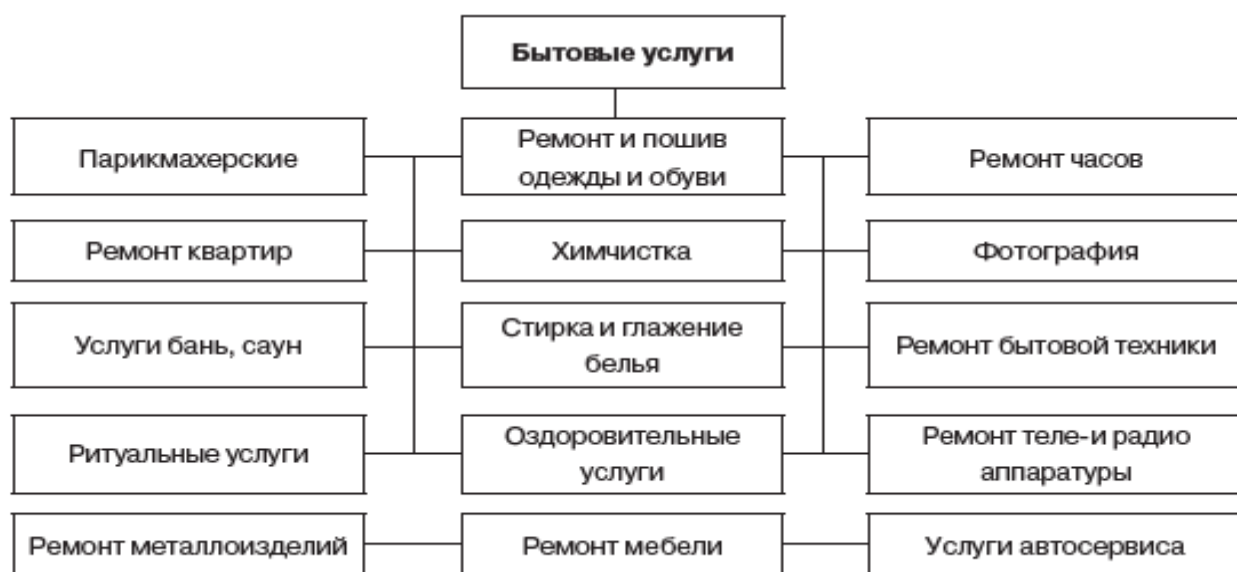 Бытовые услуги
Парикмахерские
Ремонт и пошив
одежды и обуви
Ремонт часов
Ремонт квартир
Химчистка
Фотография
Услуги бань, саун
Стирка и глажение
белья
Ремонт бытовой техники
Ритуальные услуги
Оздоровительные
услуги
Ремонт теле-и радио
аппаратуры
Ремонт металлоизделий
Ремонт мебели
Услуги автосервиса